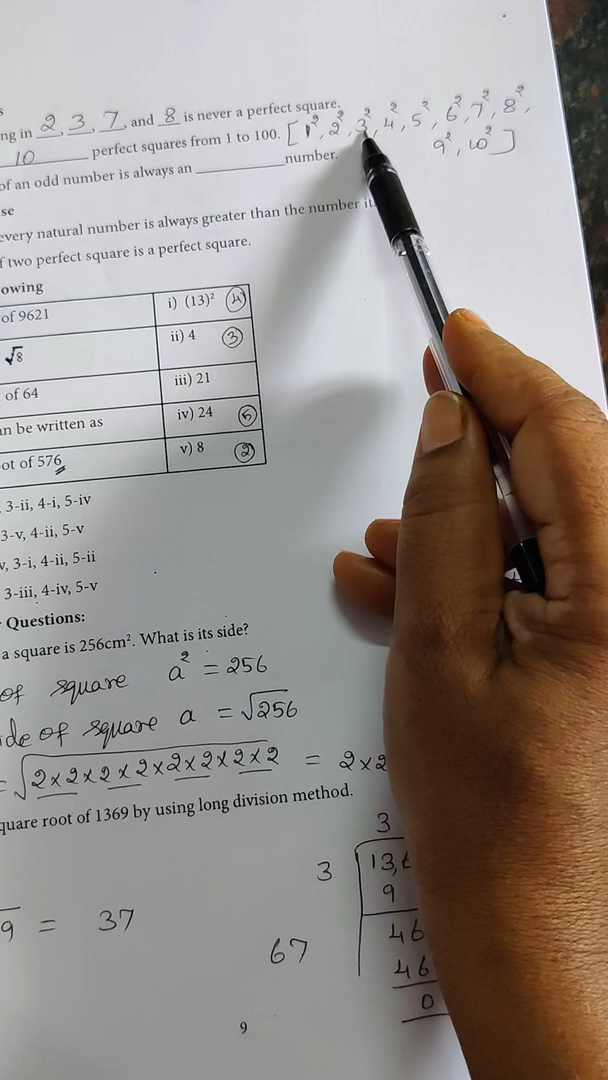 ng in 2, 3, 7, and 8 is never a perfect square.
10 perfect squares from 1 to 100. [1², 2², 3², 4², 5², 6², 7², 8²,
9², 10²]
of an odd number is always an ____________ number.
se
every natural number is always greater than the number it
f two perfect square is a perfect square.
owing
of 9621 i) (13)² 4
√8 ii) 4 3
of 64 iii) 21
an be written as iv) 24 5
oot of 576 v) 8 2
, 3-ii, 4-i, 5-iv
3-v, 4-ii, 5-v
v, 3-i, 4-ii, 5-ii
3-iii, 4-iv, 5-v
Questions:
a square is 256cm². What is its side?
of square a² = 256
ide of square a = √256
= √2×2×2×2×2×2×2×2 = 2×2
quare root of 1369 by using long division method.
3
3 13,6
9
9 = 37 67 46
46
0
9